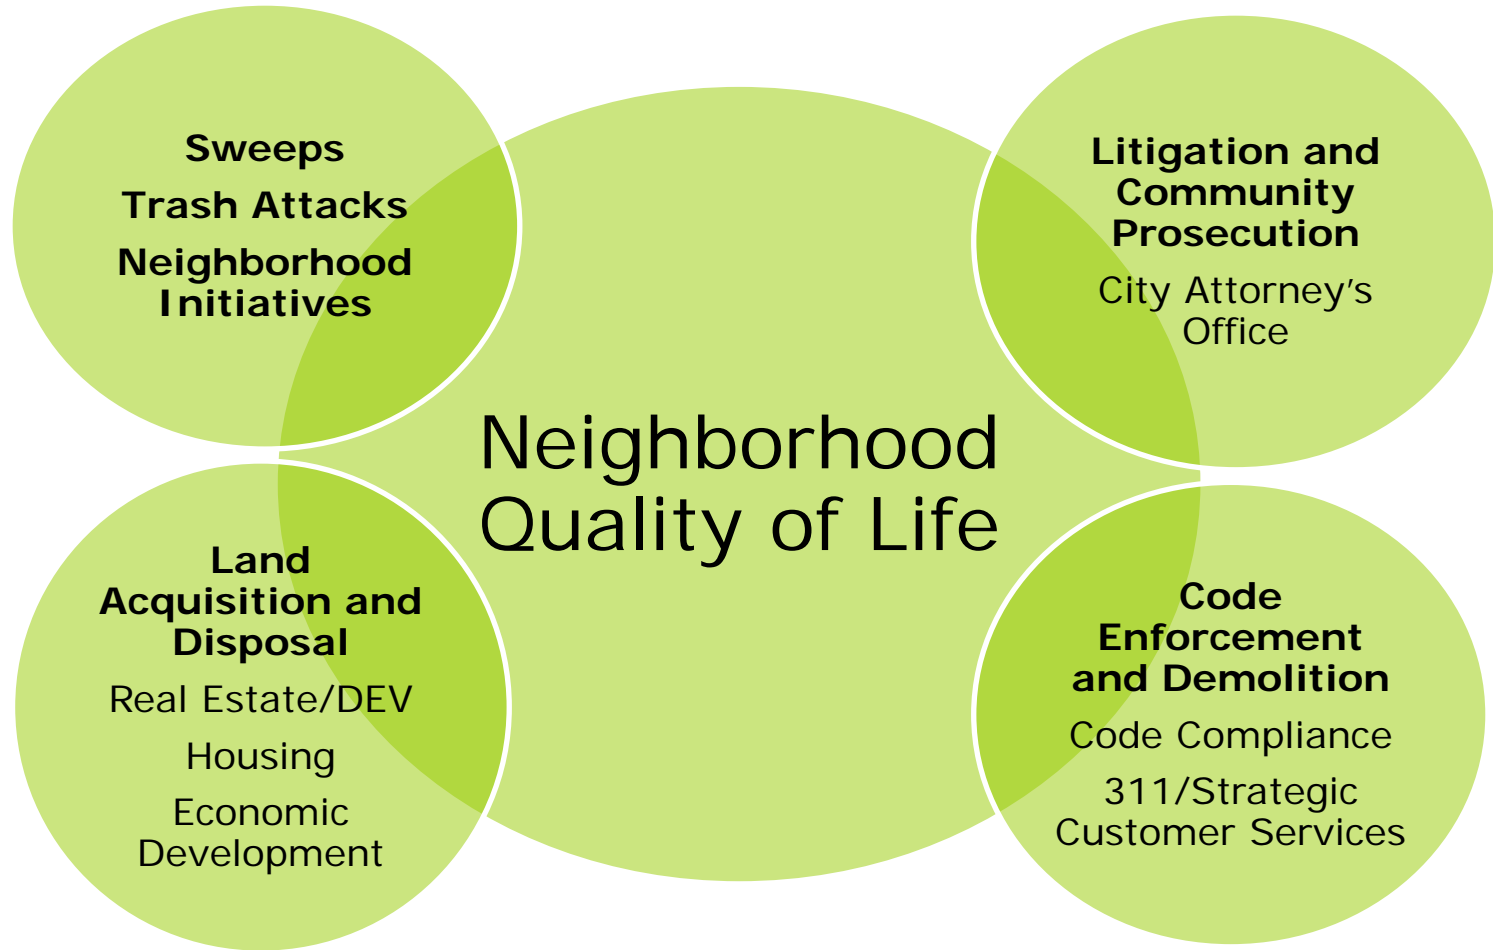 Sweeps
Trash Attacks
Neighborhood
Initiatives
Litigation and
Community
Prosecution
City Attorney's
Office
Neighborhood
Quality of Life
Land
Acquisition and
Disposal
Real Estate/DEV
Housing
Economic
Development
Code
Enforcement
and Demolition
Code Compliance
311/Strategic
Customer Services